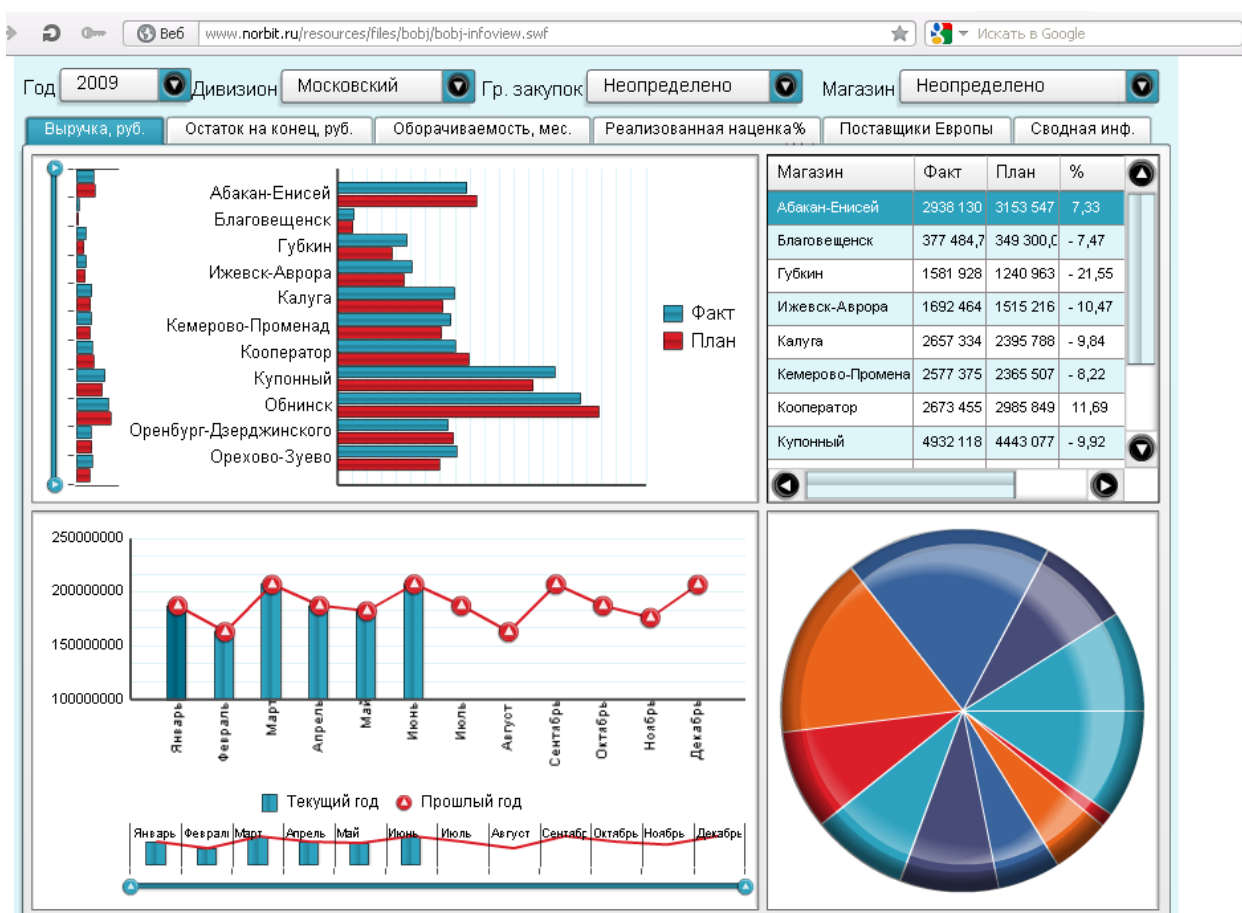 Веб www.norbit.ru/resources/files/bobj/bobj-infoview.swf Искать в Google
Год 2009 Дивизион Московский Гр. закупок Неопределено Магазин Неопределено
Выручка, руб. Остаток на конец, руб. Оборачиваемость, мес. Реализованная наценка% Поставщики Европы Сводная инф.
Абакан-Енисей
Благовещенск
Губкин
Ижевск-Аврора
Калуга
Кемерово-Променад
Кооператор
Купонный
Обнинск
Оренбург-Дзерджинского
Орехово-Зуево
Факт
План
Магазин Факт План %
Абакан-Енисей 2938 130 3153 547 7,33
Благовещенск 377 484,7 349 300,0 - 7,47
Губкин 1581 928 1240 963 - 21,55
Ижевск-Аврора 1692 464 1515 216 - 10,47
Калуга 2657 334 2395 788 - 9,84
Кемерово-Промена 2577 375 2365 507 - 8,22
Кооператор 2673 455 2985 849 11,69
Купонный 4932 118 4443 077 - 9,92
250000000
200000000
150000000
100000000
Январь Февраль Март Апрель Май Июнь Июль Август Сентябрь Октябрь Ноябрь Декабрь
Текущий год Прошлый год
Январь Феврал Март Апрель Май Июнь Июль Август Сентябр Октябрь Ноябрь Декабрь